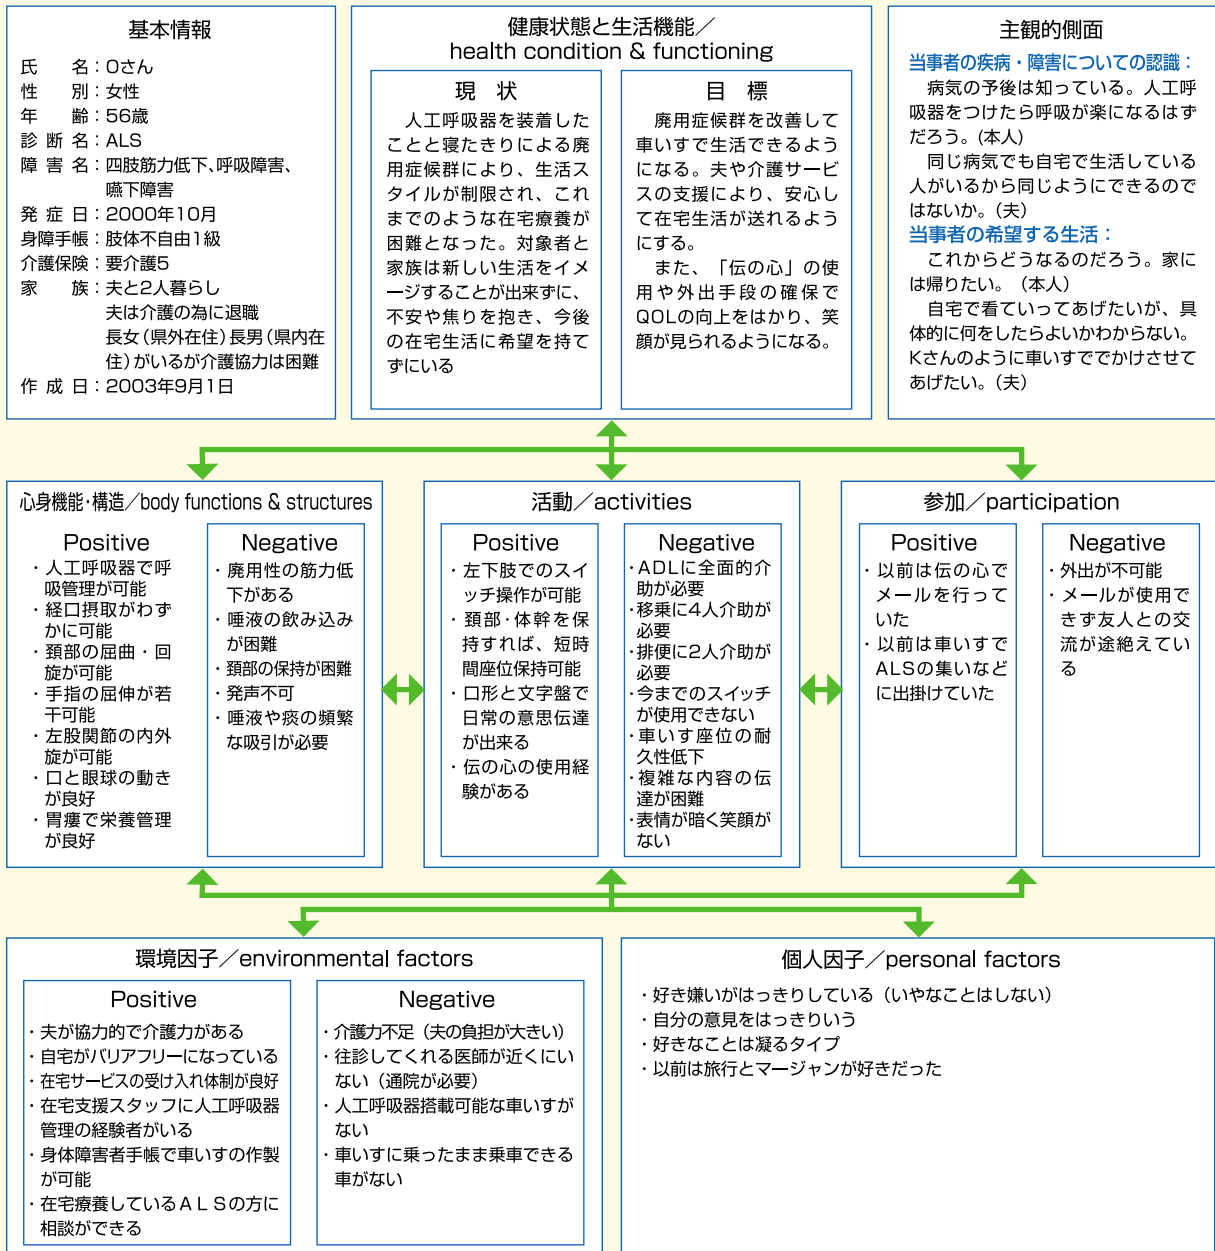 基本情報
氏　　名：Oさん
性　　別：女性
年　　齢：56歳
診 断 名：ALS
障 害 名：四肢筋力低下、呼吸障害、
嚥下障害
発 症 日：2000年10月
身障手帳：肢体不自由1級
介護保険：要介護5
家　　族：夫と2人暮らし
夫は介護の為に退職
長女(県外在住)長男(県内在
住)がいるが介護協力は困難
作 成 日：2003年9月1日
健康状態と生活機能／
health condition & functioning
現　状
人工呼吸器を装着した
ことと寝たきりによる廃
用症候群により、生活ス
タイルが制限され、これ
までのような在宅療養が
困難となった。対象者と
家族は新しい生活をイメ
ージすることが出来ずに、
不安や焦りを抱き、今後
の在宅生活に希望を持て
ずにいる
目　標
廃用症候群を改善して
車いすで生活できるよう
になる。夫や介護サービ
スの支援により、安心し
て在宅生活が送れるよう
にする。
また、「伝の心」の使
用や外出手段の確保で
QOLの向上をはかり、笑
顔が見られるようになる。
主観的側面
当事者の疾病・障害についての認識：
病気の予後は知っている。人工呼
吸器をつけたら呼吸が楽になるはず
だろう。(本人)
同じ病気でも自宅で生活している
人がいるから同じようにできるのでは
はないか。(夫)
当事者の希望する生活：
これからどうなるのだろう。家に
は帰りたい。（本人）
自宅で看ていってあげたいが、具
体的に何をしたらよいかわからない。
Kさんのように車いすででかけさせて
あげたい。(夫)
心身機能・構造／body functions & structures
Positive
・人工呼吸器で呼
吸管理が可能
・経口摂取がわず
かに可能
・頚部の屈曲・回
旋が可能
・手指の屈伸が若
干可能
・左股関節の内外
旋が可能
・口と眼球の動き
が良好
・胃瘻で栄養管理
が良好
Negative
・廃用性の筋力低
下がある
・唾液の飲み込み
が困難
・頚部の保持が困難
・発声不可
・唾液や痰の頻繁
な吸引が必要
活動／activities
Positive
・左下肢でのスイ
ッチ操作が可能
・頚部・体幹を保
持すれば、短時
間座位保持可能
・口形と文字盤で
日常の意思伝達
が出来る
・伝の心の使用経
験がある
Negative
・ADLに全面的介
助が必要
・移乗に4人介助が
必要
・排便に2人介助が
必要
・今までのスイッチ
が使用できない
・車いす座位の耐
久性低下
・複雑な内容の伝
達が困難
・表情が暗く笑顔が
ない
参加／participation
Positive
・以前は伝の心で
メールを行って
いた
・以前は車いすで
ALSの集いなど
に出掛けていた
Negative
・外出が不可能
・メールが使用で
きず友人との交
流が途絶えてい
る
環境因子／environmental factors
Positive
・夫が協力的で介護力がある
・自宅がバリアフリーになっている
・在宅サービスの受け入れ体制が良好
・在宅支援スタッフに人工呼吸器
管理の経験者がいる
・身体障害者手帳で車いすの作製
が可能
・在宅療養しているＡＬＳの方に
相談ができる
Negative
・介護力不足（夫の負担が大きい）
・往診してくれる医師が近くにい
ない（通院が必要）
・人工呼吸器搭載可能な車いすが
ない
・車いすに乗ったまま乗車できる
車がない
個人因子／personal factors
・好き嫌いがはっきりしている（いやなことはしない）
・自分の意見をはっきりいう
・好きなことは凝るタイプ
・以前は旅行とマージャンが好きだった